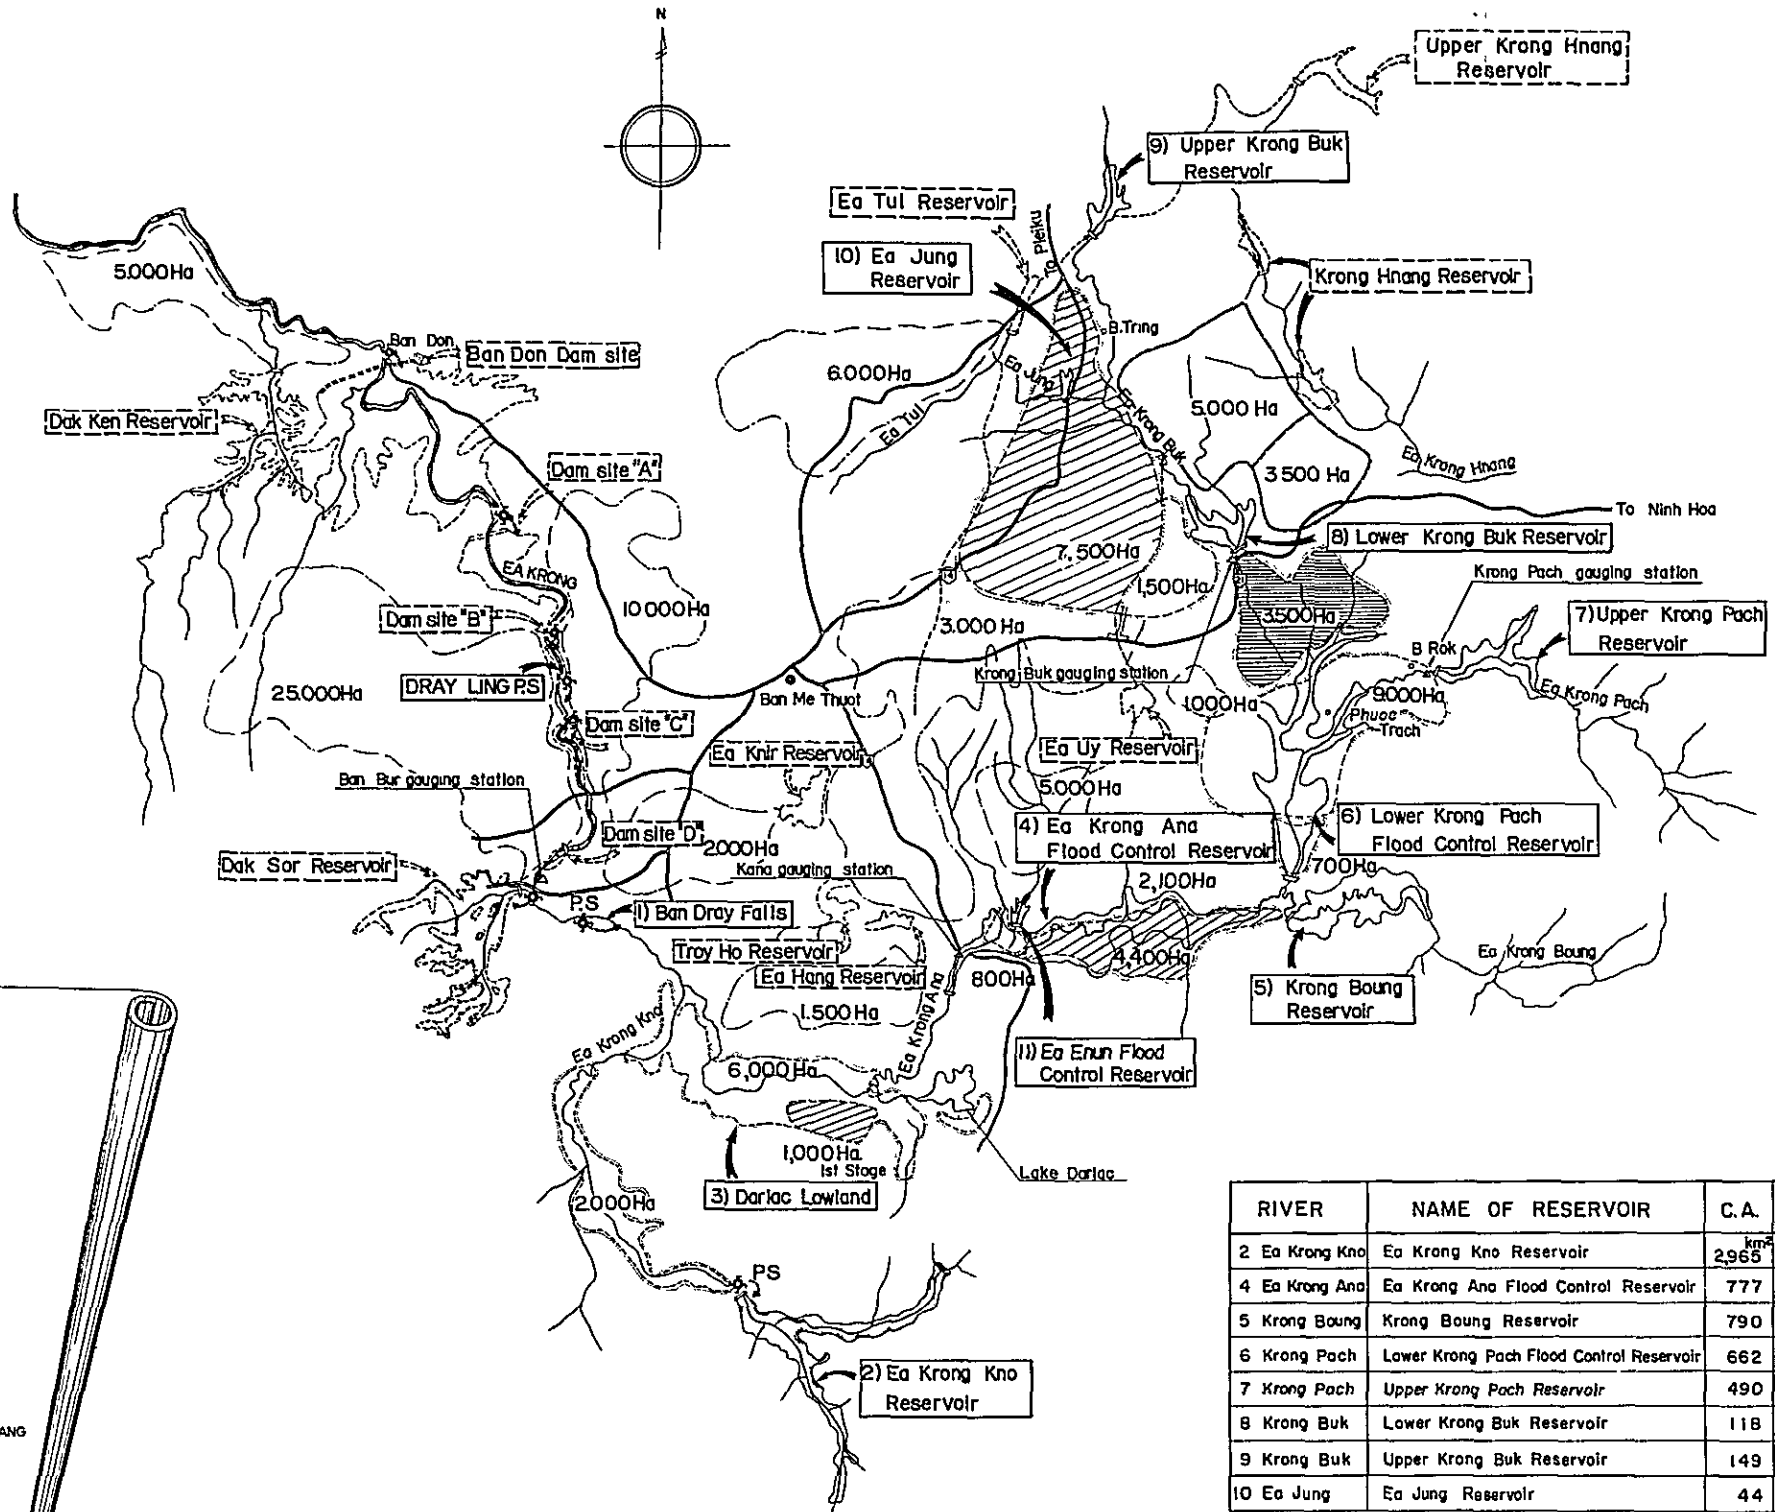 N
Upper Krong Hnang
Reservoir
9) Upper Krong Buk
Reservoir
Ea Tul Reservoir
To Pleiku
10) Ea Jung
Reservoir
Krong Hnang Reservoir
5.000Ha
B.Tring
Ban Don
Ban Don Dam site
6.000Ha
Ea Jung
Ea Krong Buk
5.000 Ha
Dak Ken Reservoir
Ea Tul
Ea Krong Hnang
Dam site "A"
3 500 Ha
To Ninh Hoa
8) Lower Krong Buk Reservoir
7,500Ha
EA KRONG
14
Krong Pach gauging station
1,500Ha
21
10 000Ha
3.500Ha
Dam site "B"
3.000 Ha
7) Upper Krong Pach
Reservoir
B Rok
Krong Buk gauging station
DRAY LING P.S
25.000Ha
Ban Me Thuot
1.000Ha
9.000Ha
Ea Krong Pach
Phuoc
Trach
Dam site "C"
Ea Knir Reservoir
Ea Uy Reservoir
Ban Bur gauging station
5.000Ha
4) Ea Krong Ana
Flood Control Reservoir
6) Lower Krong Pach
Flood Control Reservoir
Dam site "D"
2.000Ha
Dak Sor Reservoir
Kana gauging station
700Ha
2,100Ha
P.S
1) Ban Dray Falls
Troy Ho Reservoir
Ea Hang Reservoir
4,400Ha
800Ha
Ea Krong Boung
5) Krong Boung
Reservoir
1.500Ha
Ea Krong Ana
Ea Krong Kno
11) Ea Enun Flood
Control Reservoir
6,000Ha
1,000Ha
1st Stage
Lake Darlac
3) Darlac Lowland
2.000Ha
PS
2) Ea Krong Kno
Reservoir
ANG
RIVER NAME OF RESERVOIR C.A.
2 Ea Krong Kno Ea Krong Kno Reservoir 2,965 km²
4 Ea Krong Ana Ea Krong Ana Flood Control Reservoir 777
5 Krong Boung Krong Boung Reservoir 790
6 Krong Pach Lower Krong Pach Flood Control Reservoir 662
7 Krong Pach Upper Krong Pach Reservoir 490
8 Krong Buk Lower Krong Buk Reservoir 118
9 Krong Buk Upper Krong Buk Reservoir 149
10 Ea Jung Ea Jung Reservoir 44